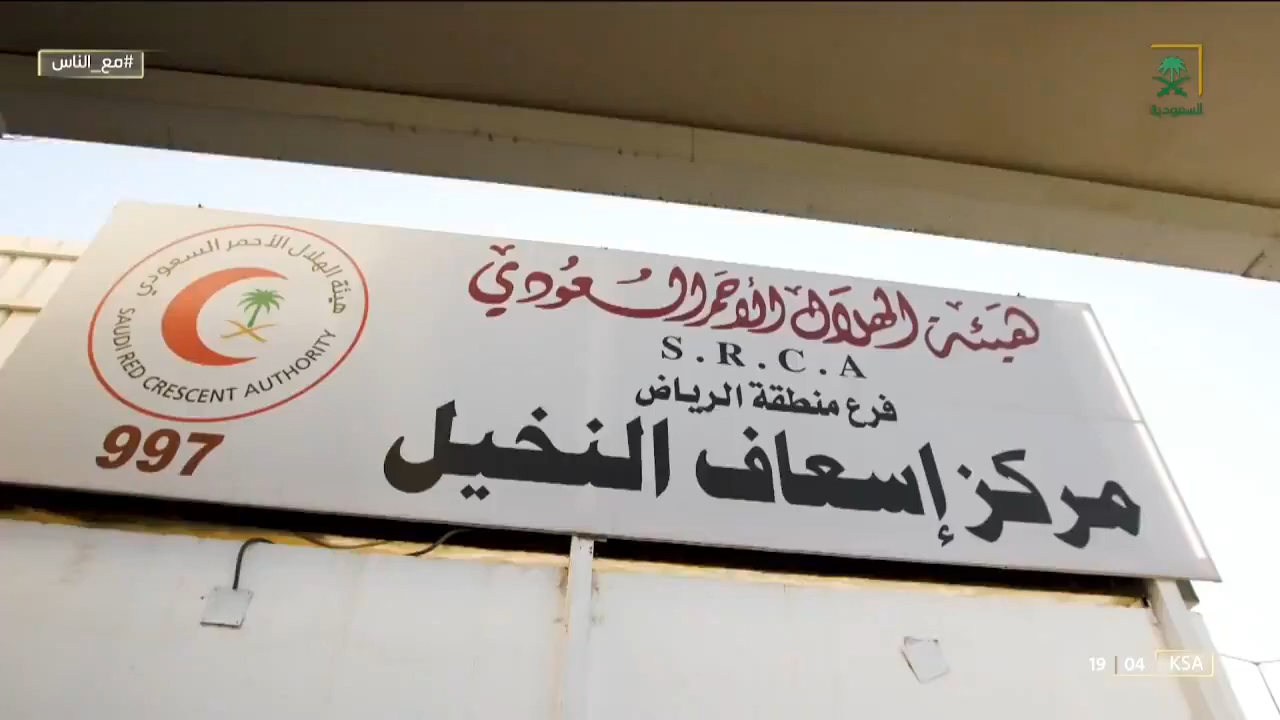 #مع_الناس
السعودية
هيئة الهلال الأحمر السعودي
SAUDI RED CRESCENT AUTHORITY
997
هيئة الهلال الأحمر السعودي
S.R.C.A
فرع منطقة الرياض
مركز إسعاف النخيل
19 | 04 KSA